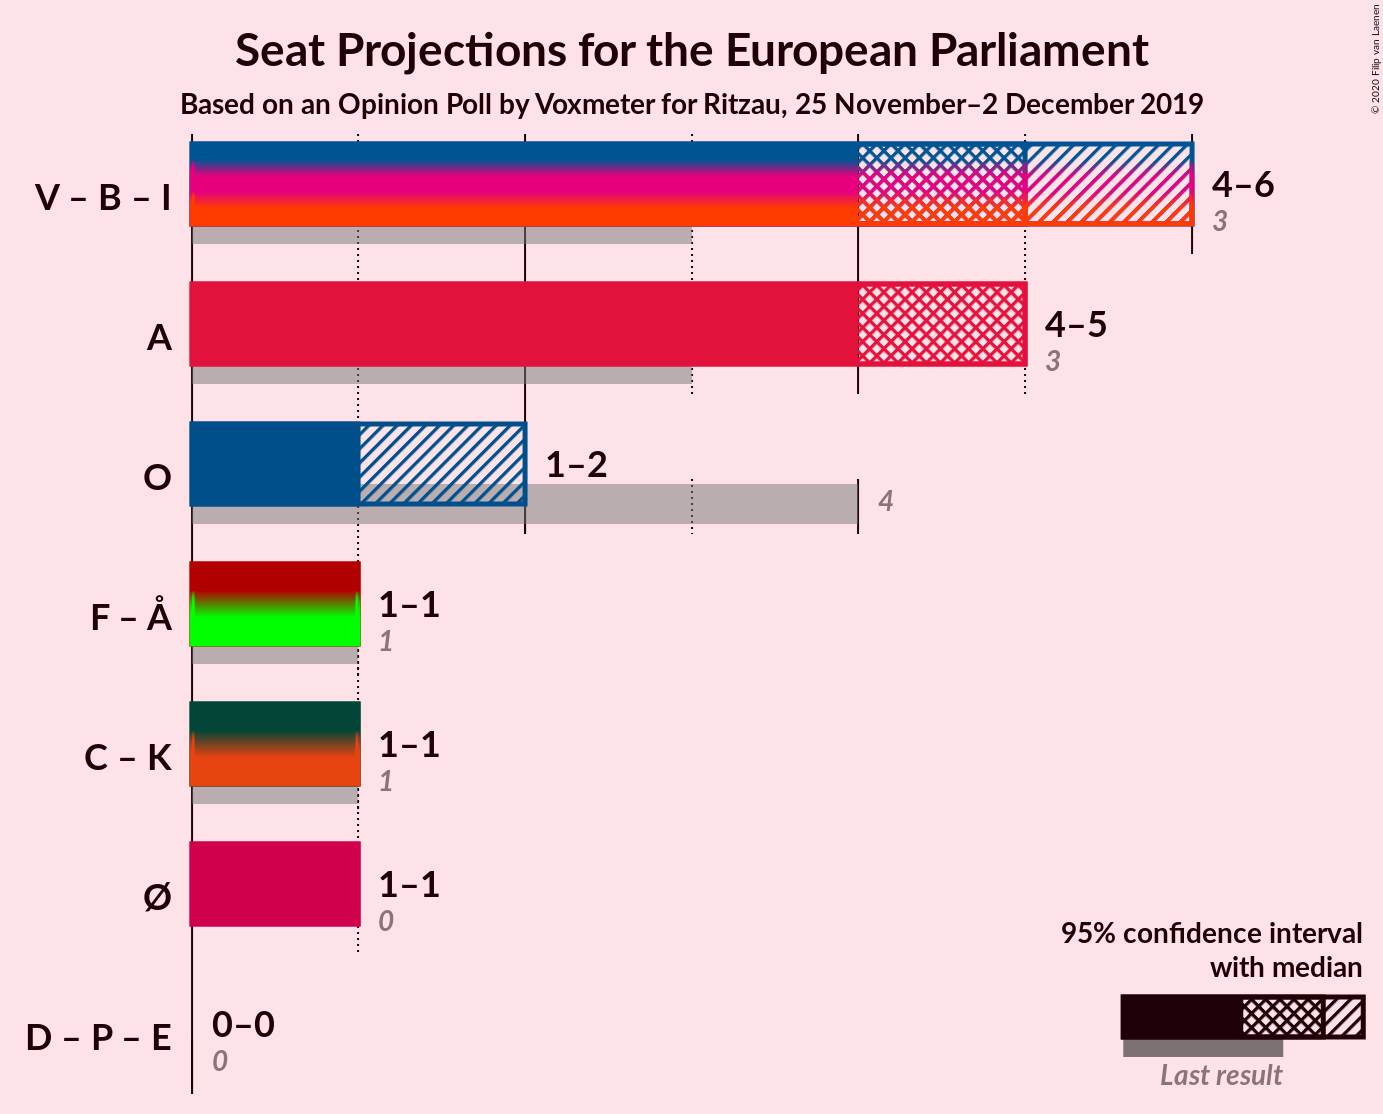 Seat Projections for the European Parliament
Based on an Opinion Poll by Voxmeter for Ritzau, 25 November–2 December 2019
© 2020 Filip van Laenen
V – B – I
4–6
3
A
4–5
3
O
1–2
4
F – Å
1–1
1
C – K
1–1
1
Ø
1–1
0
D – P – E
0–0
0
95% confidence interval
with median
Last result